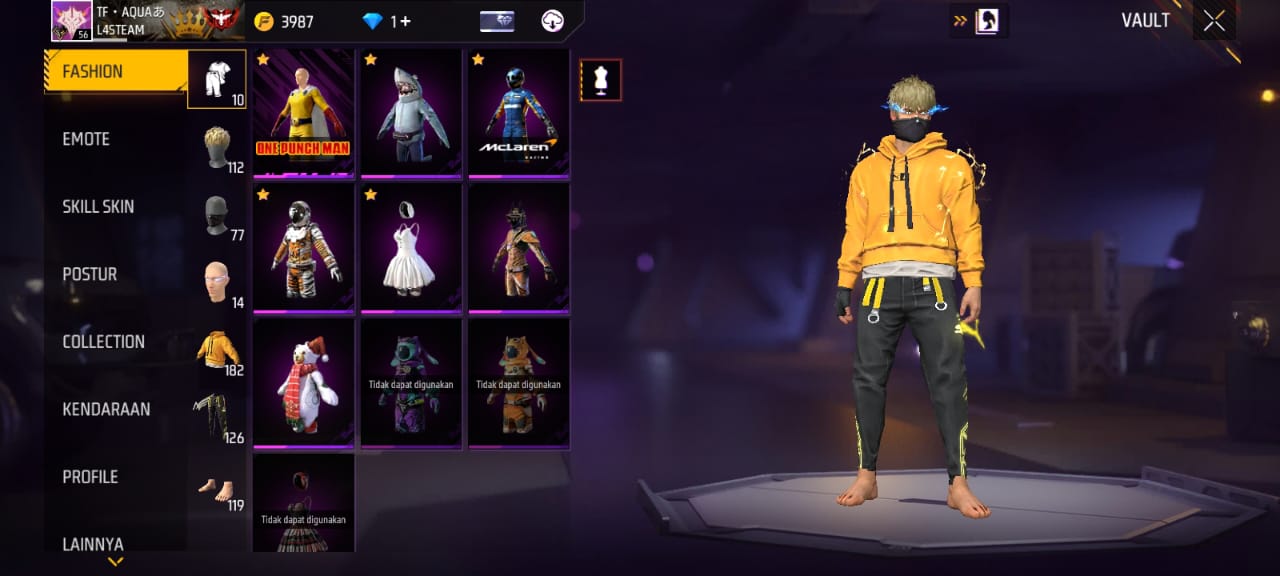 TF・AQUAあ
L4STEAM
56
3987
1+
VAULT
FASHION
10
EMOTE
112
SKILL SKIN
77
POSTUR
14
COLLECTION
182
KENDARAAN
126
PROFILE
119
LAINNYA
ONE PUNCH MAN
McLaren
RACING
Tidak dapat digunakan
Tidak dapat digunakan
Tidak dapat digunakan